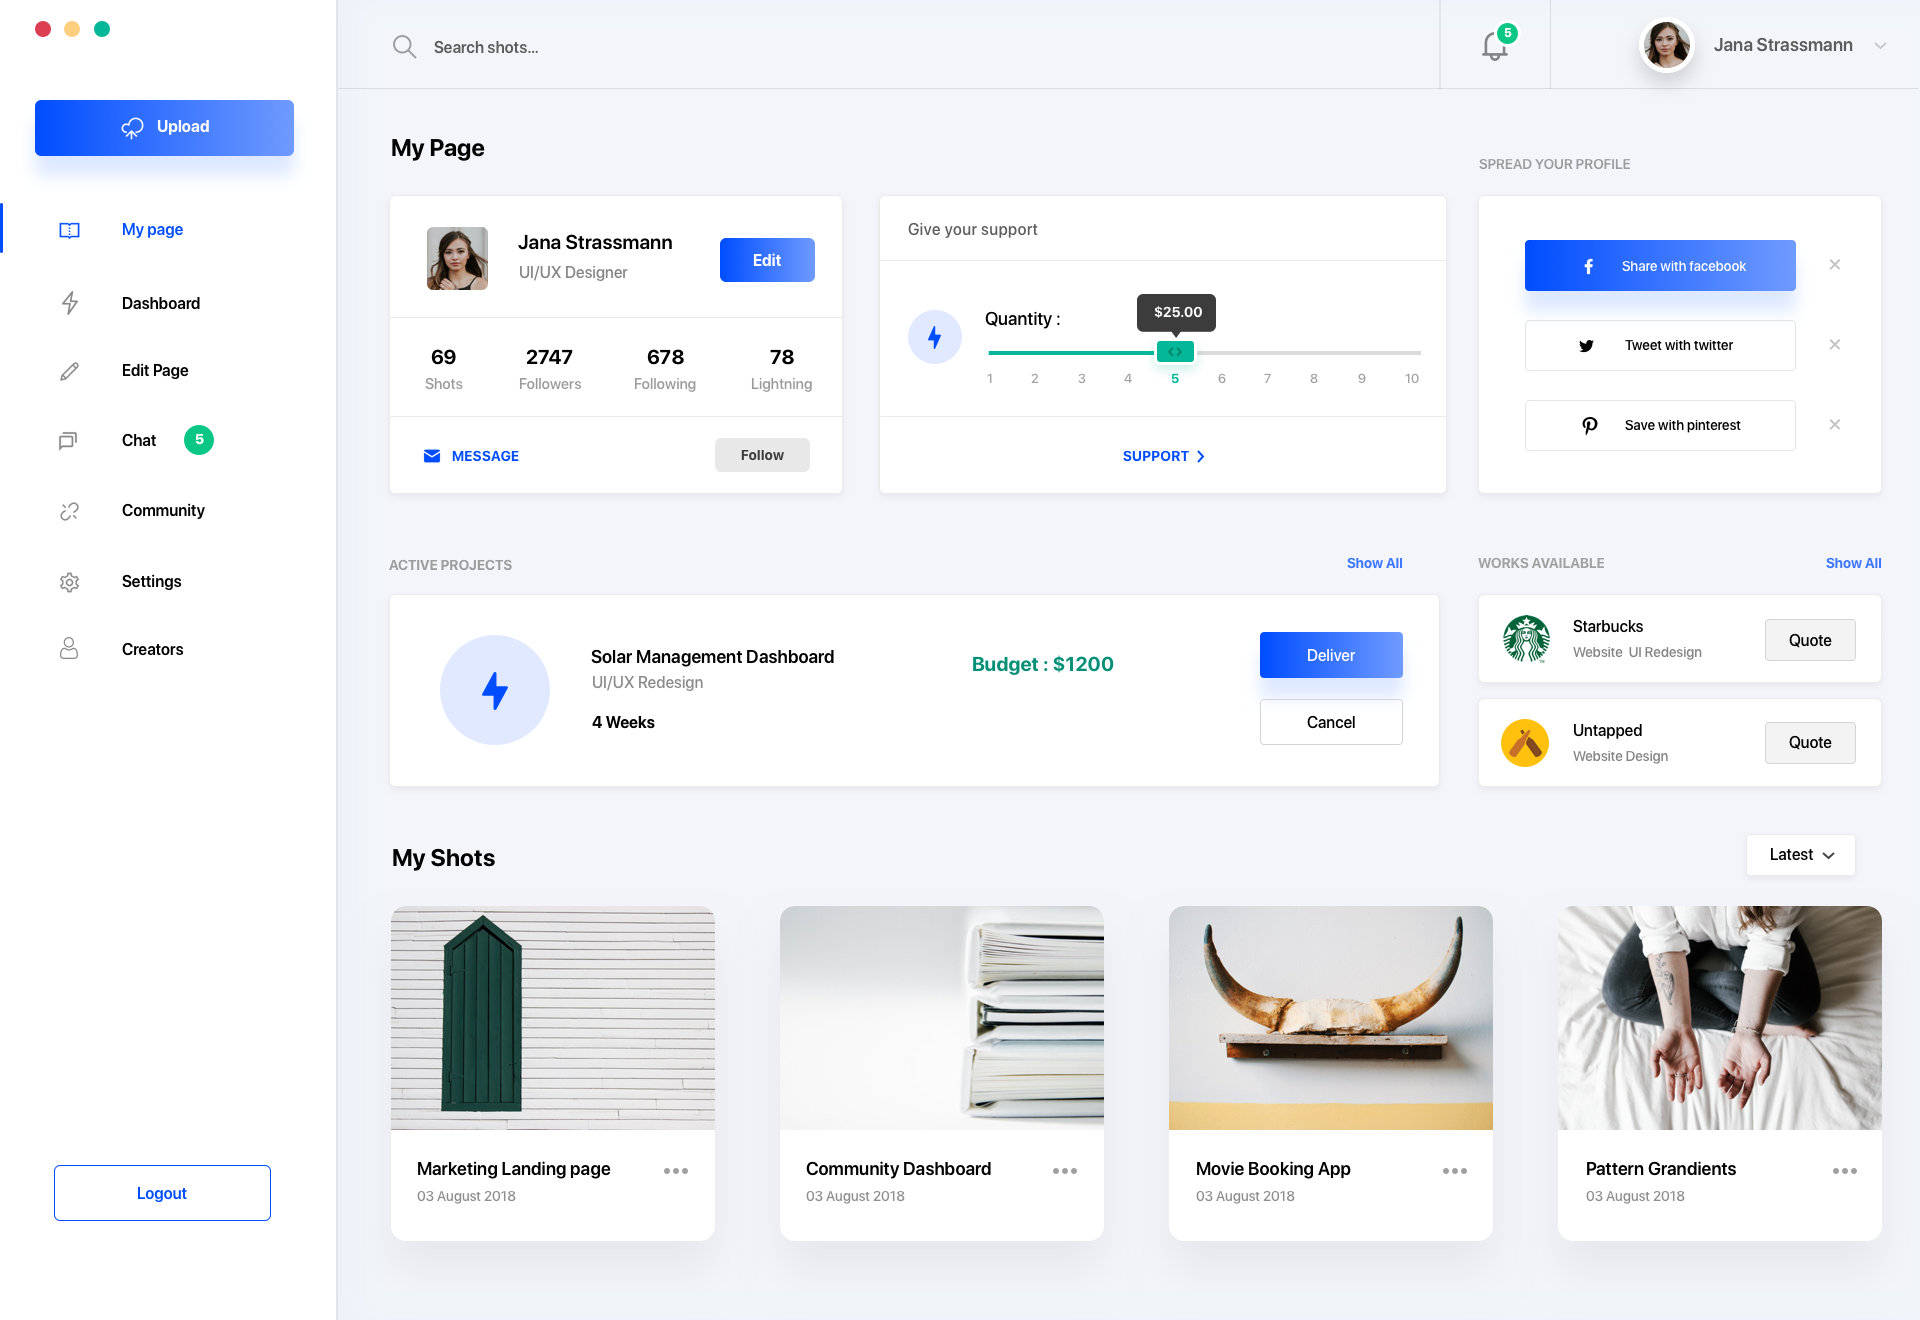 Search shots...
5
Jana Strassmann
Upload
My page
Dashboard
Edit Page
Chat
5
Community
Settings
Creators
Logout
My Page
Jana Strassmann
UI/UX Designer
Edit
69
2747
678
78
Shots
Followers
Following
Lightning
MESSAGE
Follow
Give your support
Quantity :
$25.00
1 2 3 4 5 6 7 8 9 10
SUPPORT
SPREAD YOUR PROFILE
Share with facebook
Tweet with twitter
Save with pinterest
ACTIVE PROJECTS
Show All
Solar Management Dashboard
UI/UX Redesign
4 Weeks
Budget : $1200
Deliver
Cancel
WORKS AVAILABLE
Show All
Starbucks
Website UI Redesign
Quote
Untapped
Website Design
Quote
My Shots
Latest
Marketing Landing page
03 August 2018
Community Dashboard
03 August 2018
Movie Booking App
03 August 2018
Pattern Grandients
03 August 2018